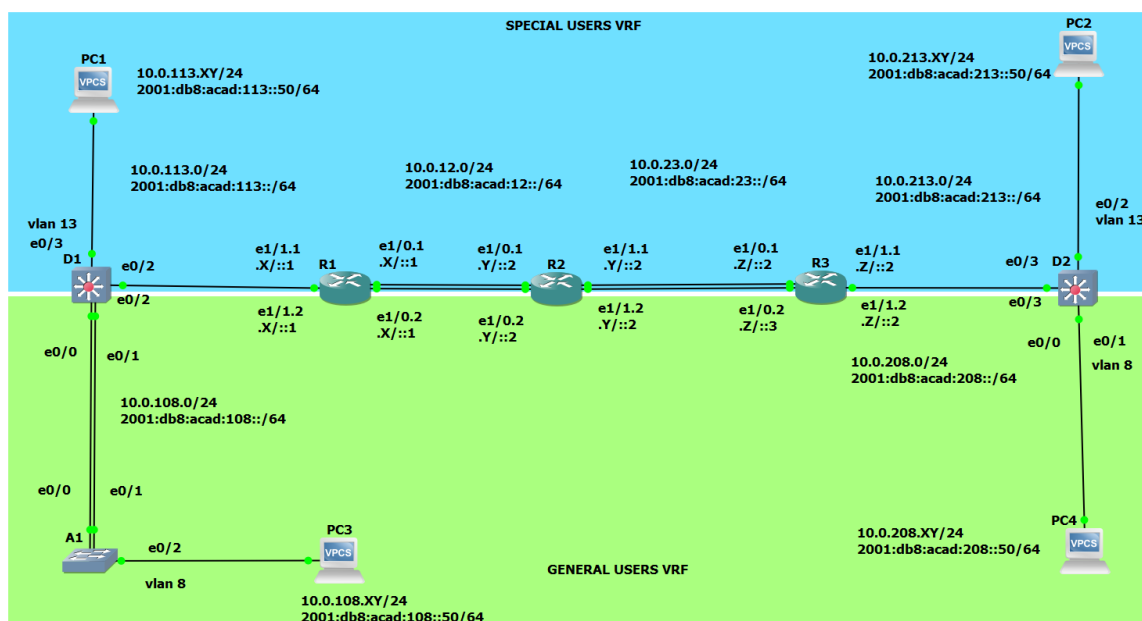 SPECIAL USERS VRF
PC1
VPCS
10.0.113.XY/24
2001:db8:acad:113::50/64
PC2
VPCS
10.0.213.XY/24
2001:db8:acad:213::50/64
10.0.113.0/24
2001:db8:acad:113::/64
10.0.12.0/24
2001:db8:acad:12::/64
10.0.23.0/24
2001:db8:acad:23::/64
10.0.213.0/24
2001:db8:acad:213::/64
vlan 13
e0/3
D1
e0/2
e0/2
e1/1.1
.X/::1
R1
e1/0.1
.X/::1
e1/0.1
.Y/::2
R2
e1/1.1
.Y/::2
e1/0.1
.Z/::2
R3
e1/1.1
.Z/::2
e0/3
D2
e0/2
vlan 13
e1/1.2
.X/::1
e1/0.2
.X/::1
e1/0.2
.Y/::2
e1/1.2
.Y/::2
e1/0.2
.Z/::3
e1/1.2
.Z/::2
e0/3
e0/0
e0/1
vlan 8
e0/0
e0/1
10.0.108.0/24
2001:db8:acad:108::/64
10.0.208.0/24
2001:db8:acad:208::/64
e0/0
e0/1
A1
e0/2
vlan 8
PC3
VPCS
10.0.108.XY/24
2001:db8:acad:108::50/64
10.0.208.XY/24
2001:db8:acad:208::50/64
PC4
VPCS
GENERAL USERS VRF